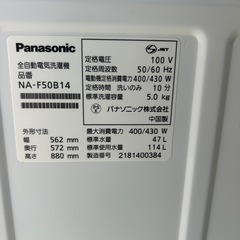 Panasonic
JET
全自動電気洗濯機
品番
NA-F50B14
定格電圧 100 V
定格周波数 50/60 Hz
電動機定格消費電力 400/430 W
定格時間 洗いのみ 10 分
標準洗濯容量 5.0 kg
パナソニック株式会社
中国製
外形寸法
幅 562 mm
奥行 572 mm
高さ 880 mm
最大消費電力 400/430 W
標準水量 47 L
標準使用水量 114 L
製造番号 2181400384